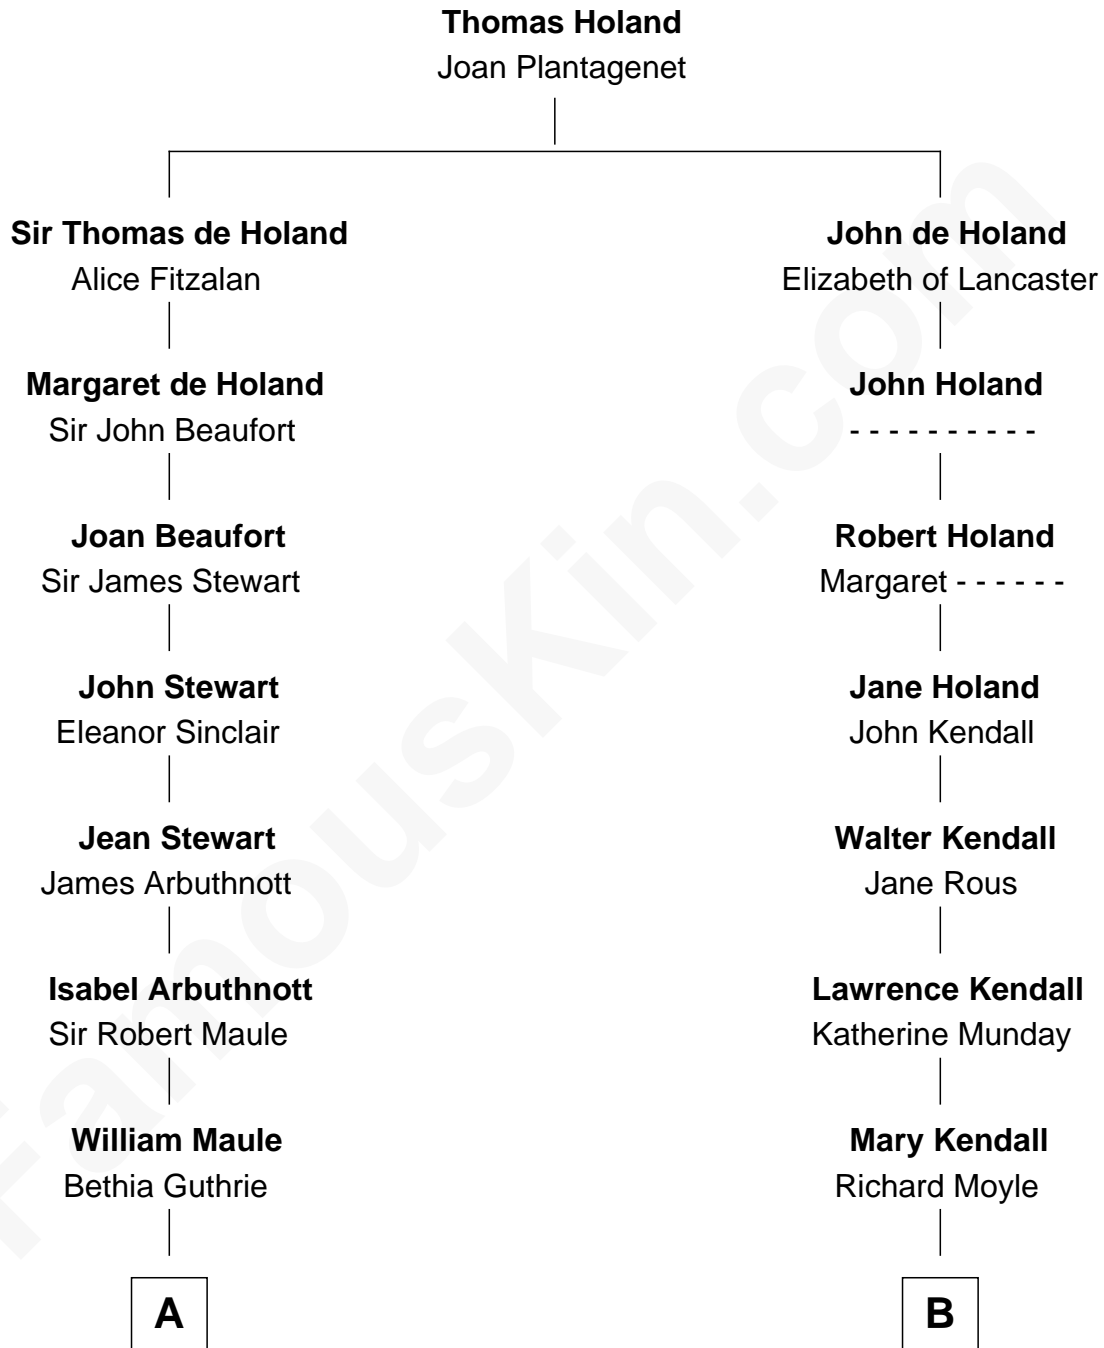 Thomas Holand
Joan Plantagenet
Sir Thomas de Holand
Alice Fitzalan
John de Holand
Elizabeth of Lancaster
Margaret de Holand
Sir John Beaufort
John Holand
- - - - - - - - - -
Joan Beaufort
Sir James Stewart
Robert Holand
Margaret - - - - - -
John Stewart
Eleanor Sinclair
Jane Holand
John Kendall
Jean Stewart
James Arbuthnott
Walter Kendall
Jane Rous
Isabel Arbuthnott
Sir Robert Maule
Lawrence Kendall
Katherine Munday
William Maule
Bethia Guthrie
Mary Kendall
Richard Moyle
A
B
FamousKin.com